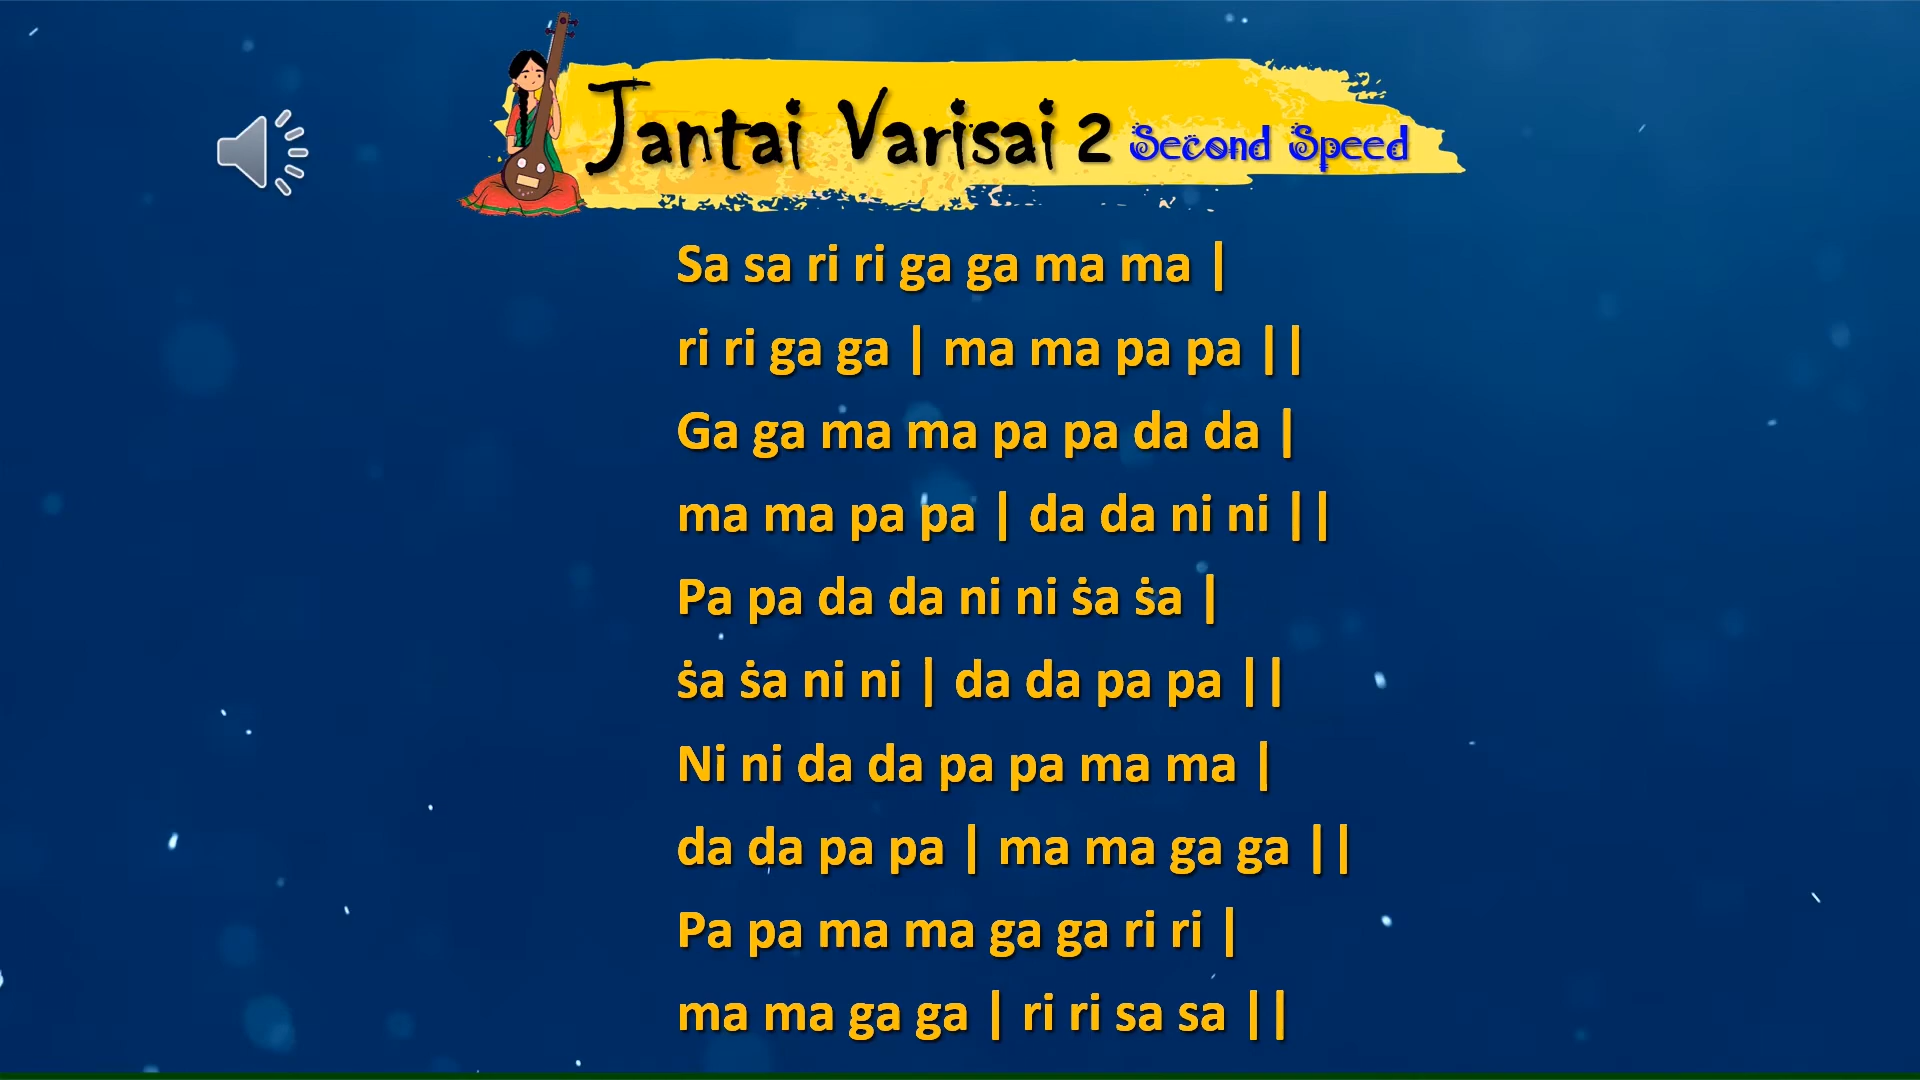 Jantai Varisai 2 Second Speed
Sa sa ri ri ga ga ma ma |
ri ri ga ga | ma ma pa pa ||
Ga ga ma ma pa pa da da |
ma ma pa pa | da da ni ni ||
Pa pa da da ni ni ṡa ṡa |
ṡa ṡa ni ni | da da pa pa ||
Ni ni da da pa pa ma ma |
da da pa pa | ma ma ga ga ||
Pa pa ma ma ga ga ri ri |
ma ma ga ga | ri ri sa sa ||